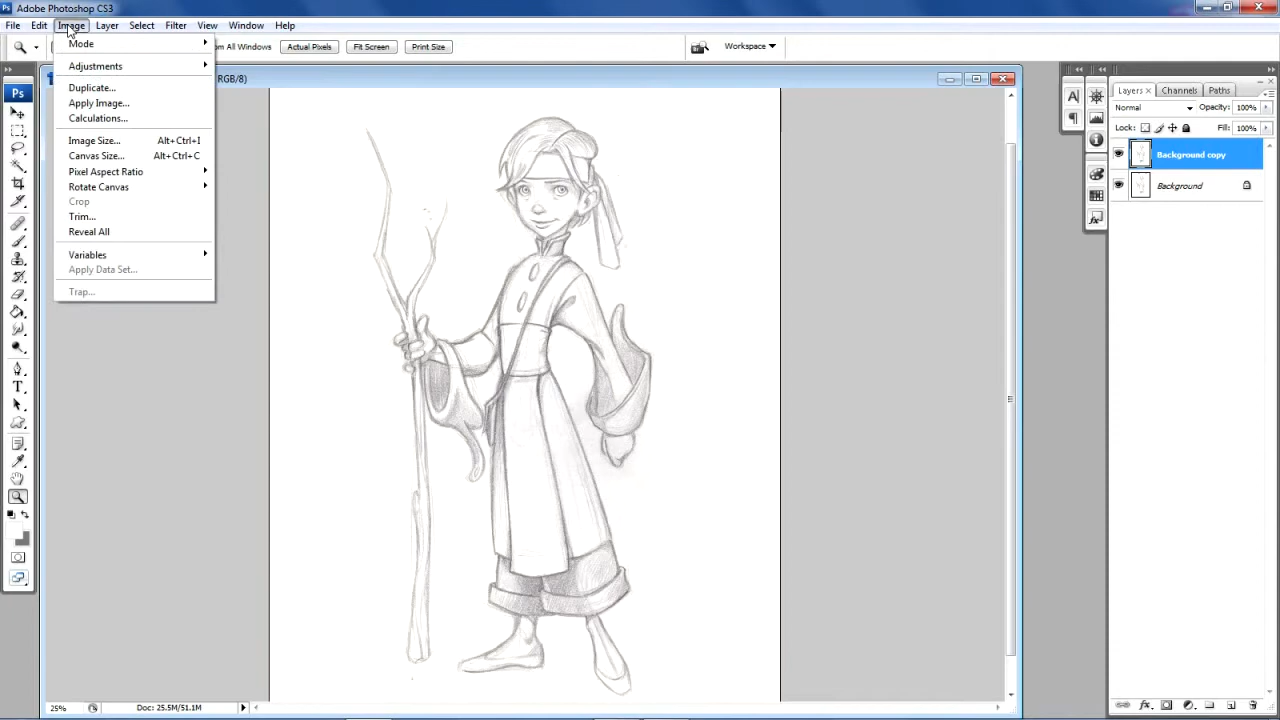 Adobe Photoshop CS3
File Edit Image Layer Select Filter View Window Help
All Windows Actual Pixels Fit Screen Print Size Workspace
RGB/8)
Mode
Adjustments
Duplicate...
Apply Image...
Calculations...
Image Size... Alt+Ctrl+I
Canvas Size... Alt+Ctrl+C
Pixel Aspect Ratio
Rotate Canvas
Crop
Trim...
Reveal All
Variables
Apply Data Set...
Trap...
Ps
T
A
Layers x Channels Paths
Normal Opacity: 100%
Lock: Fill: 100%
Background copy
Background
fx
25% Doc: 25.5M/51.1M